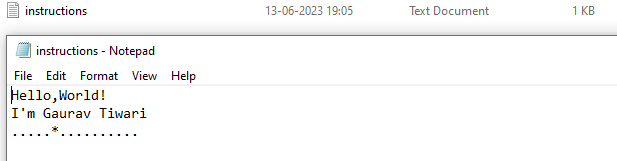 instructions 13-06-2023 19:05 Text Document 1 KB
instructions - Notepad
File Edit Format View Help
Hello,World!
I'm Gaurav Tiwari
.....*..........